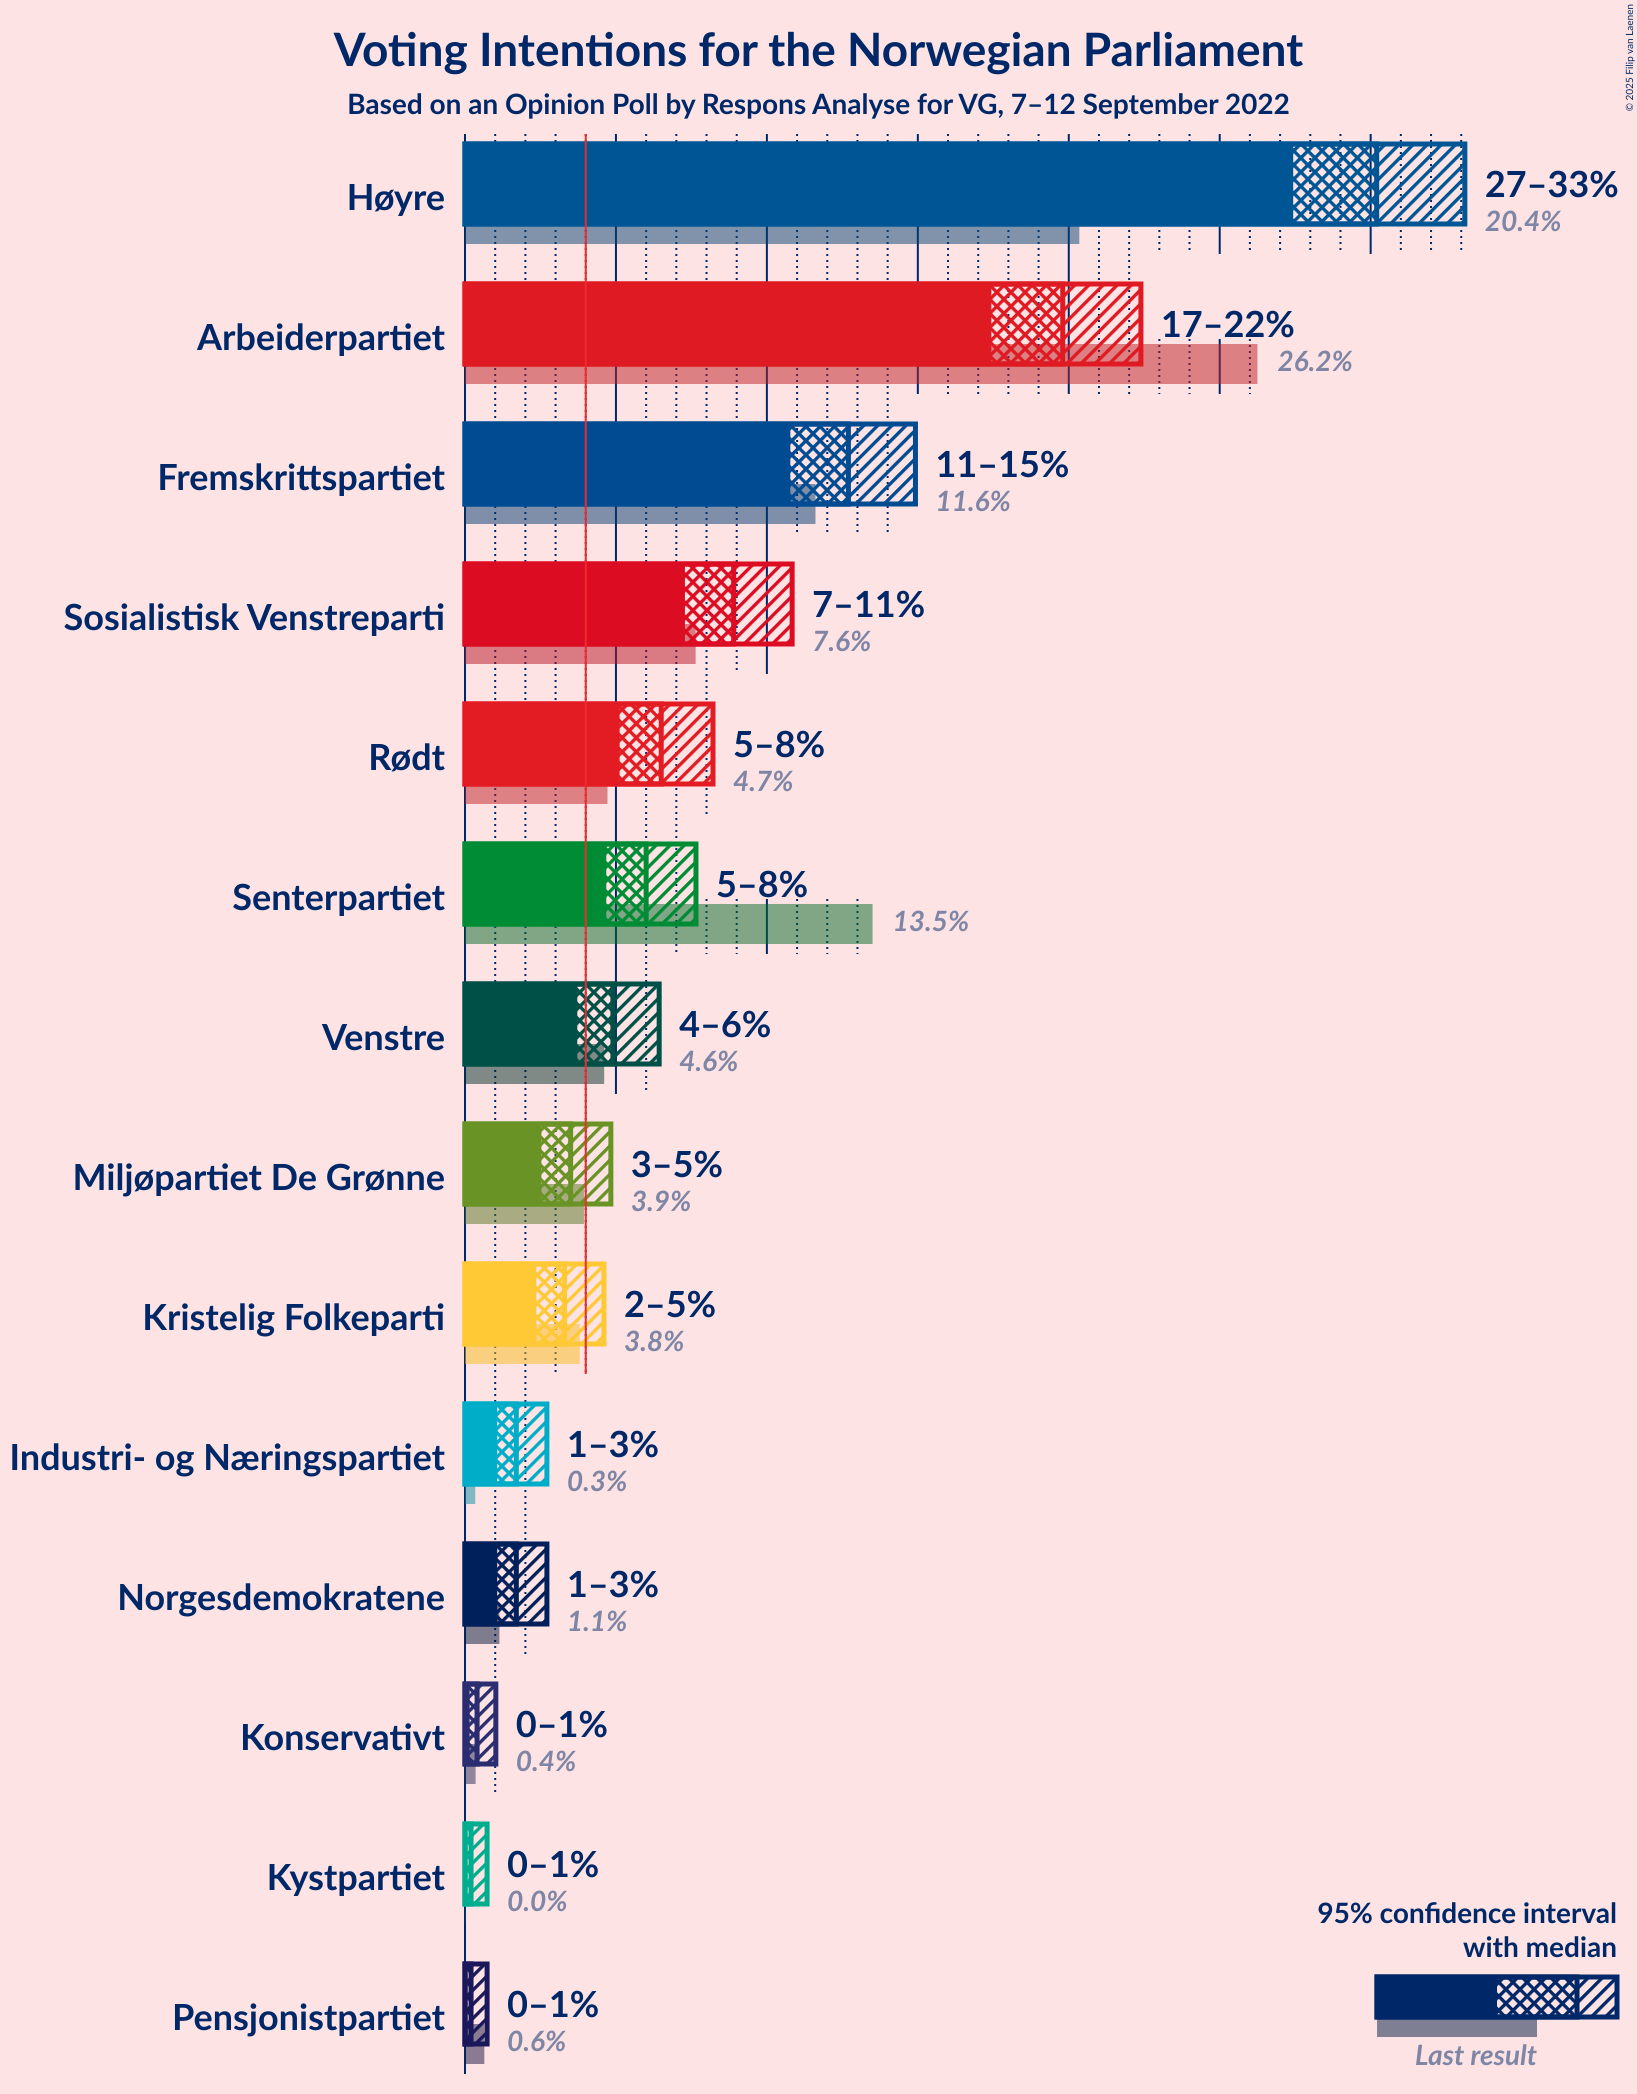 Voting Intentions for the Norwegian Parliament
Based on an Opinion Poll by Respons Analyse for VG, 7–12 September 2022
© 2025 Filip van Laenen
Høyre
27–33%
20.4%
Arbeiderpartiet
17–22%
26.2%
Fremskrittspartiet
11–15%
11.6%
Sosialistisk Venstreparti
7–11%
7.6%
Rødt
5–8%
4.7%
Senterpartiet
5–8%
13.5%
Venstre
4–6%
4.6%
Miljøpartiet De Grønne
3–5%
3.9%
Kristelig Folkeparti
2–5%
3.8%
Industri- og Næringspartiet
1–3%
0.3%
Norgesdemokratene
1–3%
1.1%
Konservativt
0–1%
0.4%
Kystpartiet
0–1%
0.0%
Pensjonistpartiet
0–1%
0.6%
95% confidence interval
with median
Last result